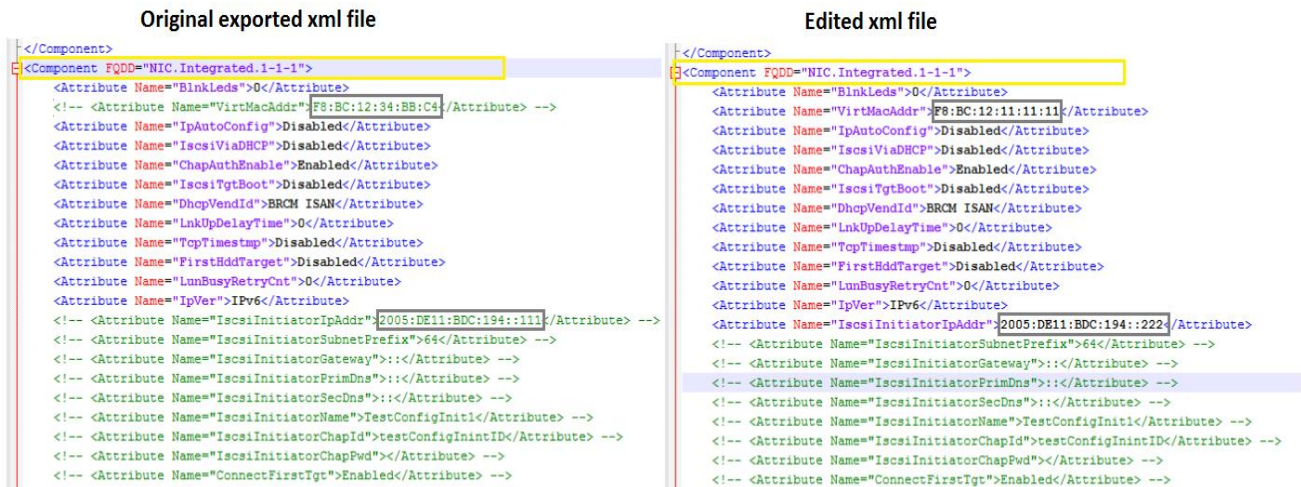 Original exported xml file
</Component>
<Component FQDD="NIC.Integrated.1-1-1">
<Attribute Name="BlnkLeds">0</Attribute>
<!-- <Attribute Name="VirtMacAddr">F8:BC:12:34:BB:C4</Attribute> -->
<Attribute Name="IpAutoConfig">Disabled</Attribute>
<Attribute Name="IscsiViaDHCP">Disabled</Attribute>
<Attribute Name="ChapAuthEnable">Enabled</Attribute>
<Attribute Name="IscsiTgtBoot">Disabled</Attribute>
<Attribute Name="DhcpVendId">BRCM ISAN</Attribute>
<Attribute Name="LnkUpDelayTime">0</Attribute>
<Attribute Name="TcpTimestmp">Disabled</Attribute>
<Attribute Name="FirstHddTarget">Disabled</Attribute>
<Attribute Name="LunBusyRetryCnt">0</Attribute>
<Attribute Name="IpVer">IPv6</Attribute>
<!-- <Attribute Name="IscsiInitiatorIpAddr">2005:DE11:BDC:194::111</Attribute> -->
<!-- <Attribute Name="IscsiInitiatorSubnetPrefix">64</Attribute> -->
<!-- <Attribute Name="IscsiInitiatorGateway">::</Attribute> -->
<!-- <Attribute Name="IscsiInitiatorPrimDns">::</Attribute> -->
<!-- <Attribute Name="IscsiInitiatorSecDns">::</Attribute> -->
<!-- <Attribute Name="IscsiInitiatorName">TestConfigInit1</Attribute> -->
<!-- <Attribute Name="IscsiInitiatorChapId">testConfigInintID</Attribute> -->
<!-- <Attribute Name="IscsiInitiatorChapPwd"></Attribute> -->
<!-- <Attribute Name="ConnectFirstTgt">Enabled</Attribute> -->
Edited xml file
</Component>
<Component FQDD="NIC.Integrated.1-1-1">
<Attribute Name="BlnkLeds">0</Attribute>
<Attribute Name="VirtMacAddr">F8:BC:12:11:11:11</Attribute>
<Attribute Name="IpAutoConfig">Disabled</Attribute>
<Attribute Name="IscsiViaDHCP">Disabled</Attribute>
<Attribute Name="ChapAuthEnable">Enabled</Attribute>
<Attribute Name="IscsiTgtBoot">Disabled</Attribute>
<Attribute Name="DhcpVendId">BRCM ISAN</Attribute>
<Attribute Name="LnkUpDelayTime">0</Attribute>
<Attribute Name="TcpTimestmp">Disabled</Attribute>
<Attribute Name="FirstHddTarget">Disabled</Attribute>
<Attribute Name="LunBusyRetryCnt">0</Attribute>
<Attribute Name="IpVer">IPv6</Attribute>
<Attribute Name="IscsiInitiatorIpAddr">2005:DE11:BDC:194::222</Attribute>
<!-- <Attribute Name="IscsiInitiatorSubnetPrefix">64</Attribute> -->
<!-- <Attribute Name="IscsiInitiatorGateway">::</Attribute> -->
<!-- <Attribute Name="IscsiInitiatorPrimDns">::</Attribute> -->
<!-- <Attribute Name="IscsiInitiatorSecDns">::</Attribute> -->
<!-- <Attribute Name="IscsiInitiatorName">TestConfigInit1</Attribute> -->
<!-- <Attribute Name="IscsiInitiatorChapId">testConfigInintID</Attribute> -->
<!-- <Attribute Name="IscsiInitiatorChapPwd"></Attribute> -->
<!-- <Attribute Name="ConnectFirstTgt">Enabled</Attribute> -->